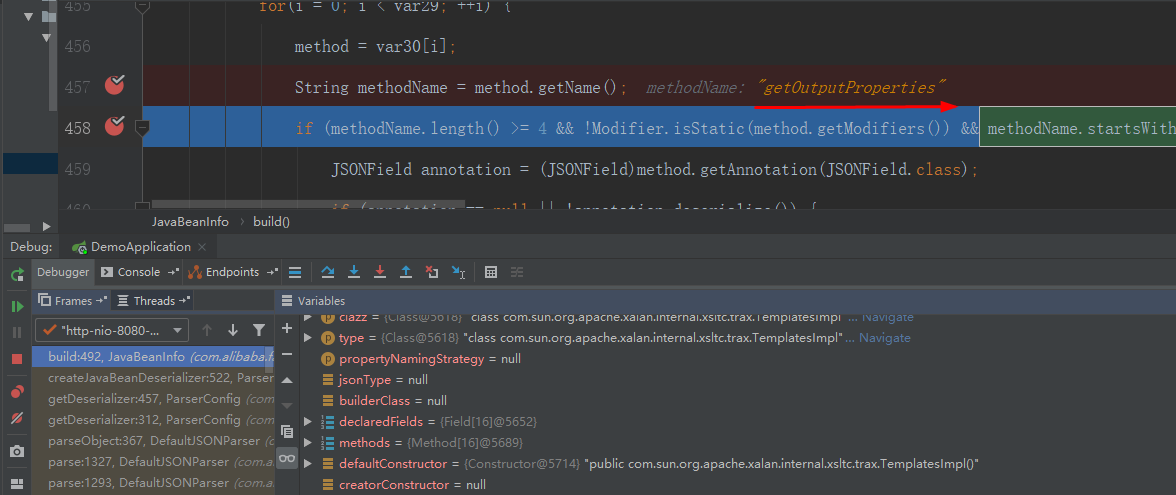 455 for(i = 0; i < var29; ++i) {
456 method = var30[i];
457 String methodName = method.getName(); methodName: "getOutputProperties"
458 if (methodName.length() >= 4 && !Modifier.isStatic(method.getModifiers()) && methodName.startsWith
459 JSONField annotation = (JSONField)method.getAnnotation(JSONField.class);
460 if (annotation == null || !annotation.deserialize()) {
JavaBeanInfo build()
Debug: DemoApplication
Debugger Console Endpoints
Frames Threads Variables
"http-nio-8080-...
clazz = {Class@5618} "class com.sun.org.apache.xalan.internal.xsltc.trax.TemplatesImpl" ... Navigate
build:492, JavaBeanInfo (com.alibaba.fa
type = {Class@5618} "class com.sun.org.apache.xalan.internal.xsltc.trax.TemplatesImpl" ... Navigate
createJavaBeanDeserializer:522, Parser
propertyNamingStrategy = null
getDeserializer:457, ParserConfig (com
jsonType = null
getDeserializer:312, ParserConfig (com
builderClass = null
parseObject:367, DefaultJSONParser
declaredFields = {Field[16]@5652}
parse:1327, DefaultJSONParser (com.a
methods = {Method[16]@5689}
parse:1293, DefaultJSONParser (com.a
defaultConstructor = {Constructor@5714} "public com.sun.org.apache.xalan.internal.xsltc.trax.TemplatesImpl()"
creatorConstructor = null